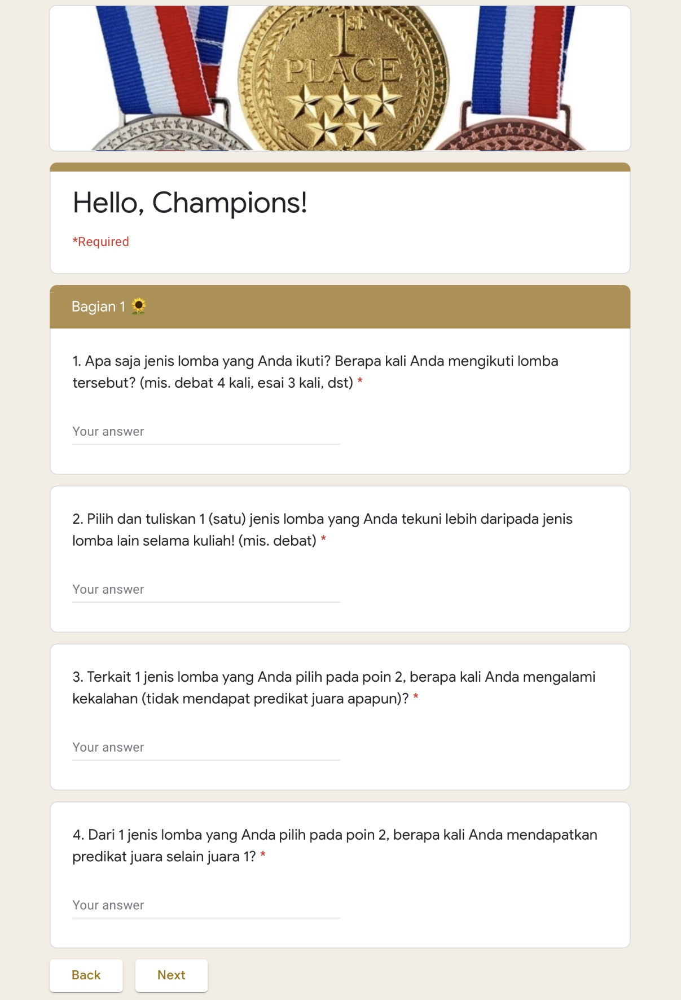 1st
PLACE
Hello, Champions!
*Required
Bagian 1 🌻
1. Apa saja jenis lomba yang Anda ikuti? Berapa kali Anda mengikuti lomba
tersebut? (mis. debat 4 kali, esai 3 kali, dst) *
Your answer
2. Pilih dan tuliskan 1 (satu) jenis lomba yang Anda tekuni lebih daripada jenis
lomba lain selama kuliah! (mis. debat) *
Your answer
3. Terkait 1 jenis lomba yang Anda pilih pada poin 2, berapa kali Anda mengalami
kekalahan (tidak mendapat predikat juara apapun)? *
Your answer
4. Dari 1 jenis lomba yang Anda pilih pada poin 2, berapa kali Anda mendapatkan
predikat juara selain juara 1? *
Your answer
Back Next